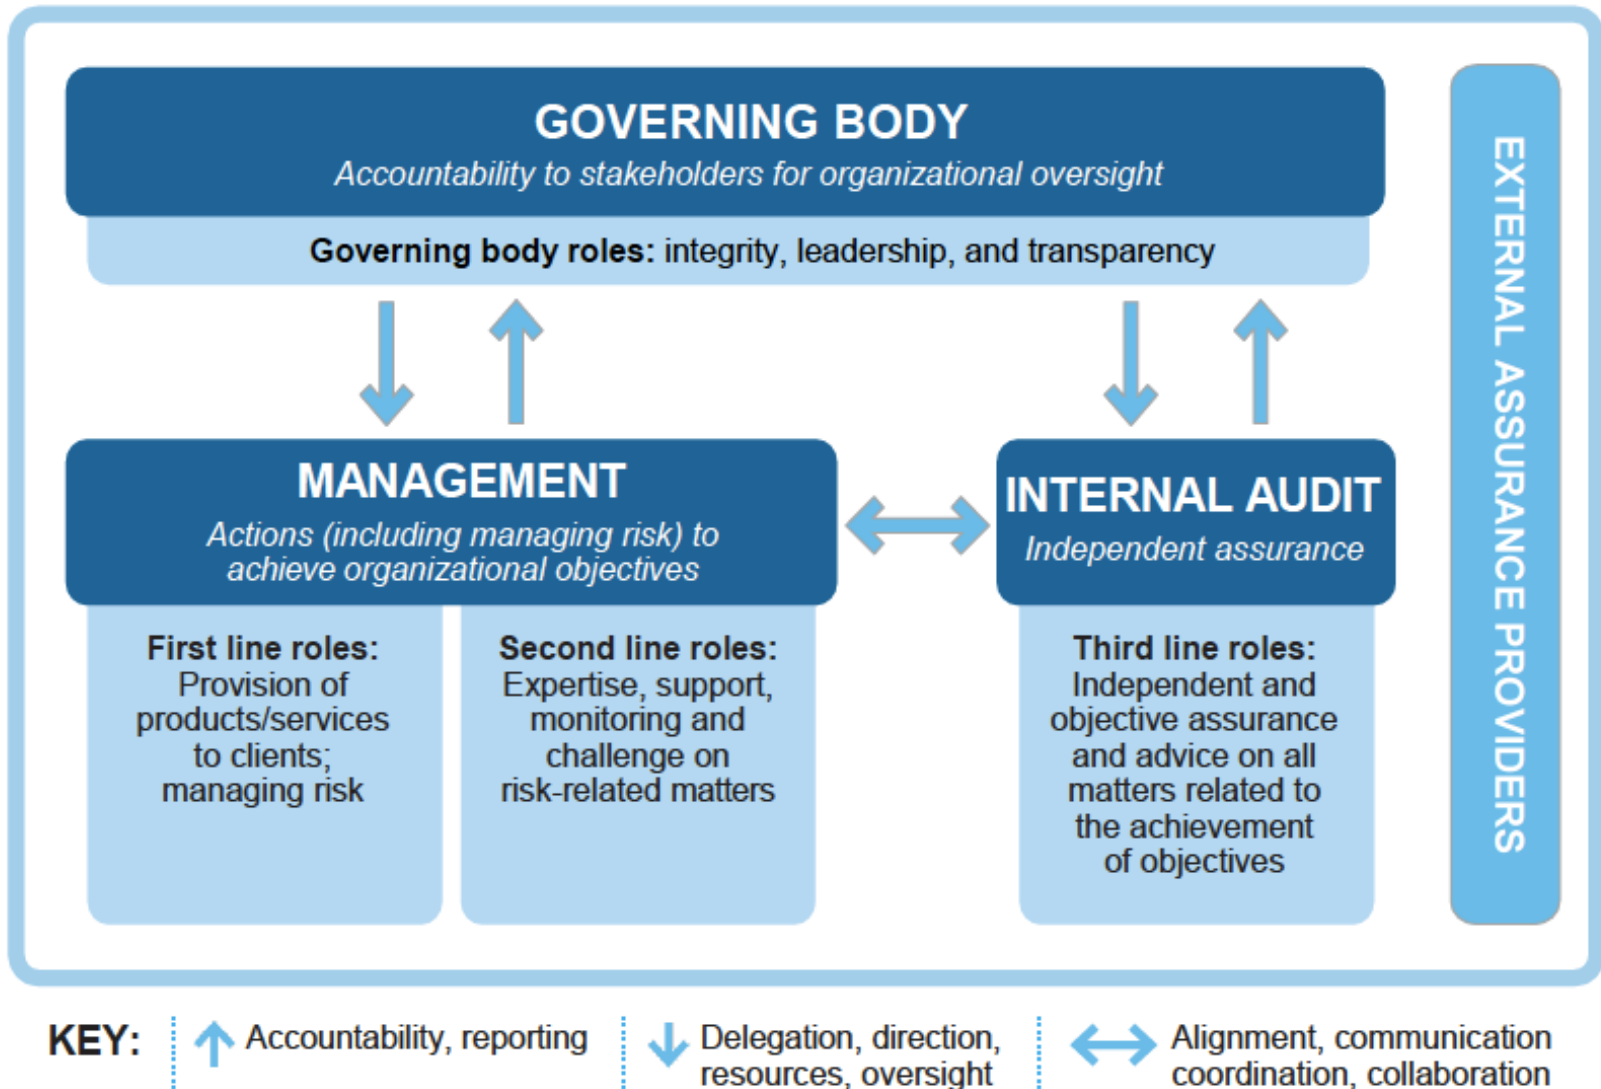 GOVERNING BODY
Accountability to stakeholders for organizational oversight
Governing body roles: integrity, leadership, and transparency
MANAGEMENT
Actions (including managing risk) to
achieve organizational objectives
First line roles:
Provision of
products/services
to clients;
managing risk
Second line roles:
Expertise, support,
monitoring and
challenge on
risk-related matters
INTERNAL AUDIT
Independent assurance
Third line roles:
Independent and
objective assurance
and advice on all
matters related to
the achievement
of objectives
EXTERNAL ASSURANCE PROVIDERS
KEY:
Accountability, reporting
Delegation, direction,
resources, oversight
Alignment, communication
coordination, collaboration